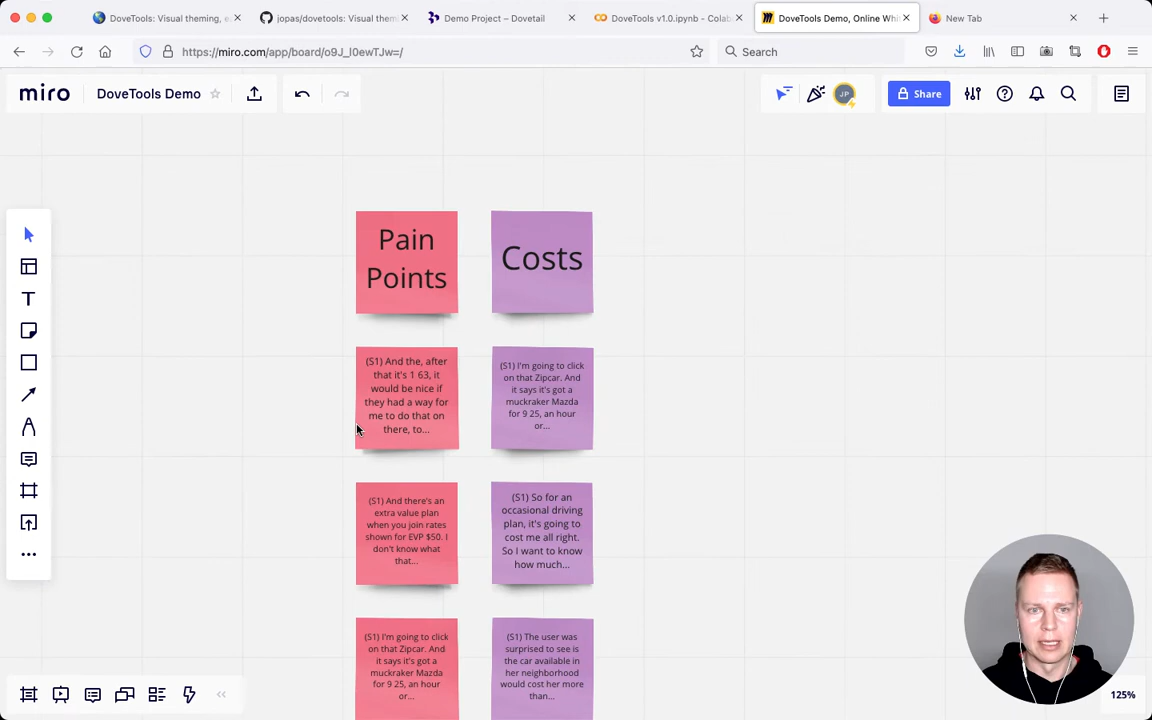 DoveTools: Visual theming, e
jopas/dovetools: Visual them
Demo Project – Dovetail
DoveTools v1.0.ipynb - Colab
DoveTools Demo, Online Whi
New Tab
https://miro.com/app/board/o9J_l0ewTJw=/
Search
miro
DoveTools Demo
JP
Share
Pain
Points
Costs
(S1) And the, after
that it's 1 63, it
would be nice if
they had a way for
me to do that on
there, to...
(S1) I'm going to click
on that Zipcar. And
it says it's got a
muckraker Mazda
for 9 25, an hour
or...
(S1) And there's an
extra value plan
when you join rates
shown for EVP $50. I
don't know what
that...
(S1) So for an
occasional driving
plan, it's going to
cost me all right.
So I want to know
how much...
(S1) I'm going to click
on that Zipcar. And
it says it's got a
muckraker Mazda
for 9 25, an hour
or...
(S1) The user was
surprised to see is
the car available in
her neighborhood
would cost her more
than...
125%